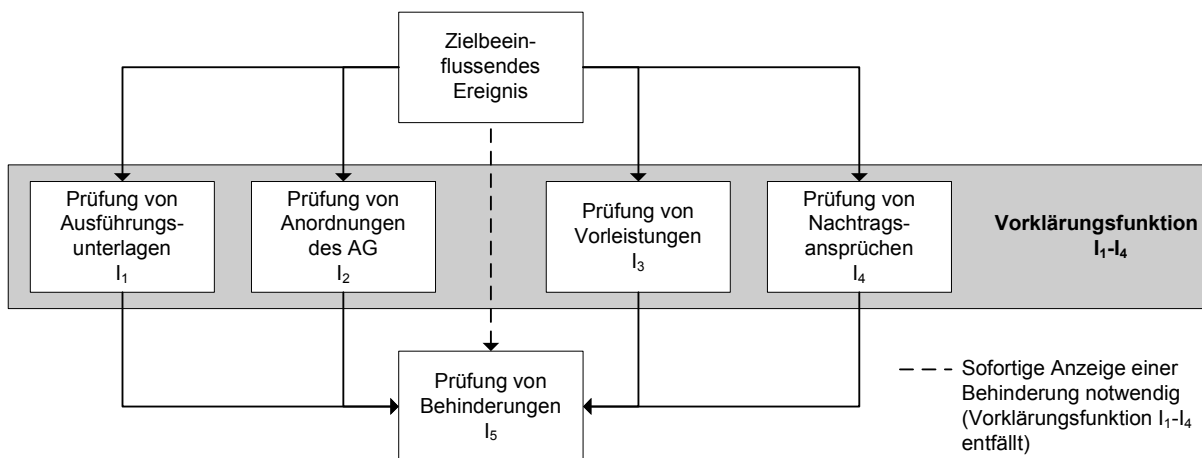 Zielbeein-
flussendes
Ereignis
Prüfung von
Ausführungs-
unterlagen
I₁
Prüfung von
Anordnungen
des AG
I₂
Prüfung von
Vorleistungen
I₃
Prüfung von
Nachtrags-
ansprüchen
I₄
Vorklärungsfunktion
I₁-I₄
Prüfung von
Behinderungen
I₅
Sofortige Anzeige einer
Behinderung notwendig
(Vorklärungsfunktion I₁-I₄
entfällt)